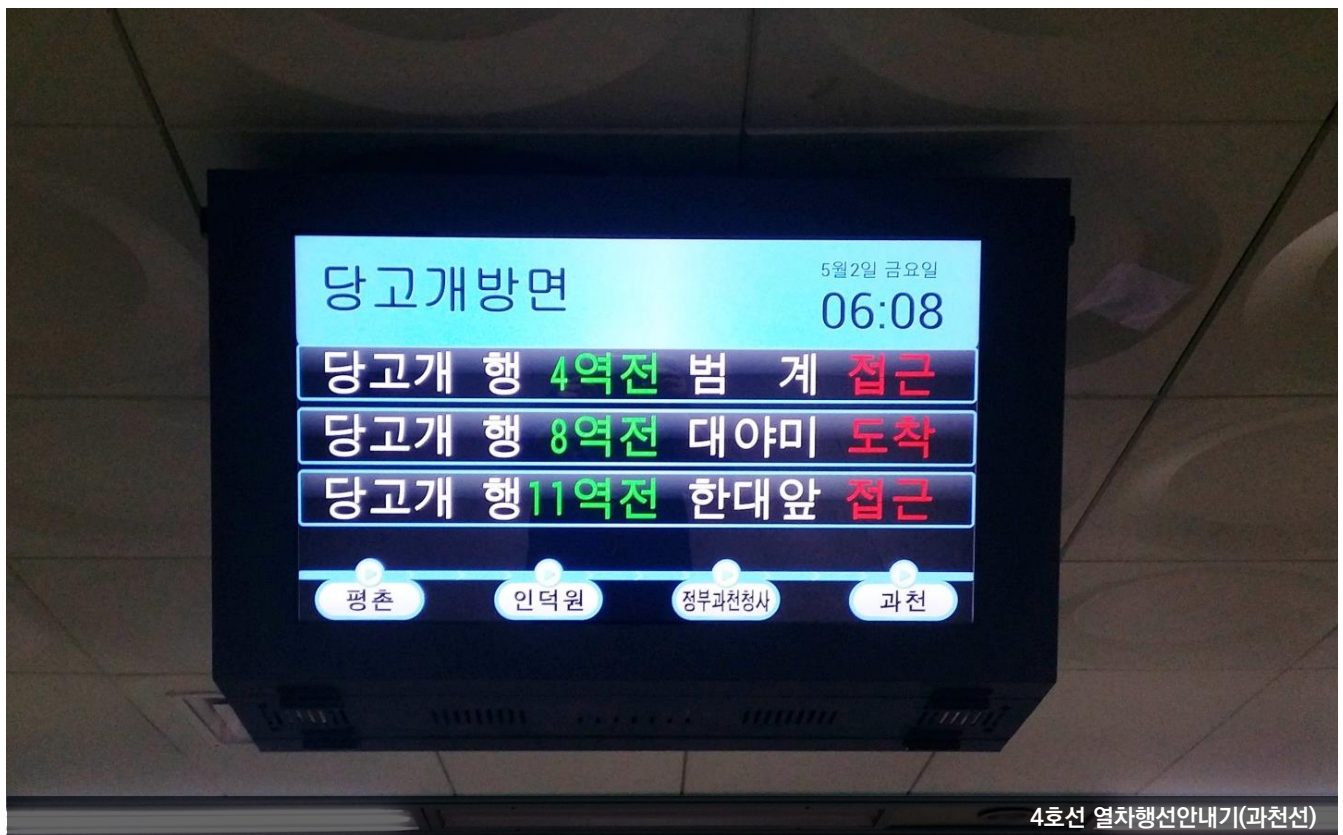 당고개방면
5월2일 금요일
06:08
당고개 행 4역전 범 계 접근
당고개 행 8역전 대야미 도착
당고개 행 11역전 한대앞 접근
평촌 인덕원 정부과천청사 과천
4호선 열차행선안내기(과천선)